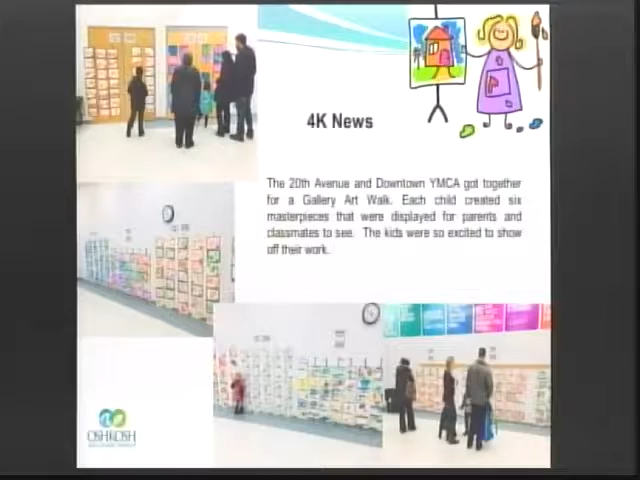 4K News
The 20th Avenue and Downtown YMCA got together
for a Gallery Art Walk. Each child created six
masterpieces that were displayed for parents and
classmates to see. The kids were so excited to show
off their work.
OSHKOSH